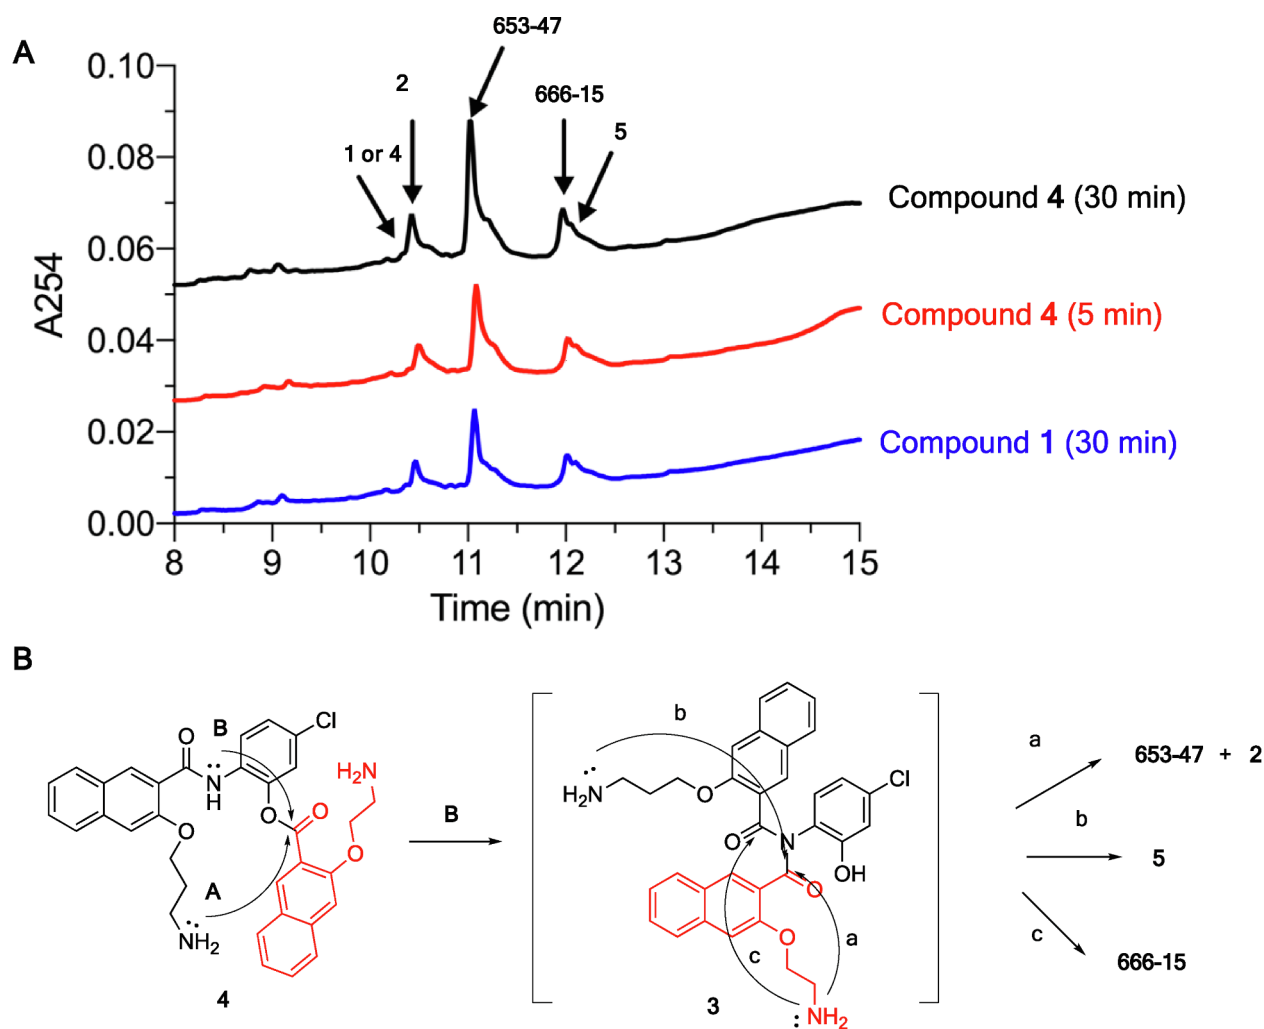 A
653-47
2
666-15
5
1 or 4
0.10
0.08
0.06
0.04
0.02
0.00
A254
Compound 4 (30 min)
Compound 4 (5 min)
Compound 1 (30 min)
8 9 10 11 12 13 14 15
Time (min)
B
B
Cl
O
N
H
O
O
H2N
O
O
A
NH2
4
B
b
H2N
O
O
N
Cl
OH
O
O
a
c
NH2
3
a
653-47 + 2
b
5
c
666-15